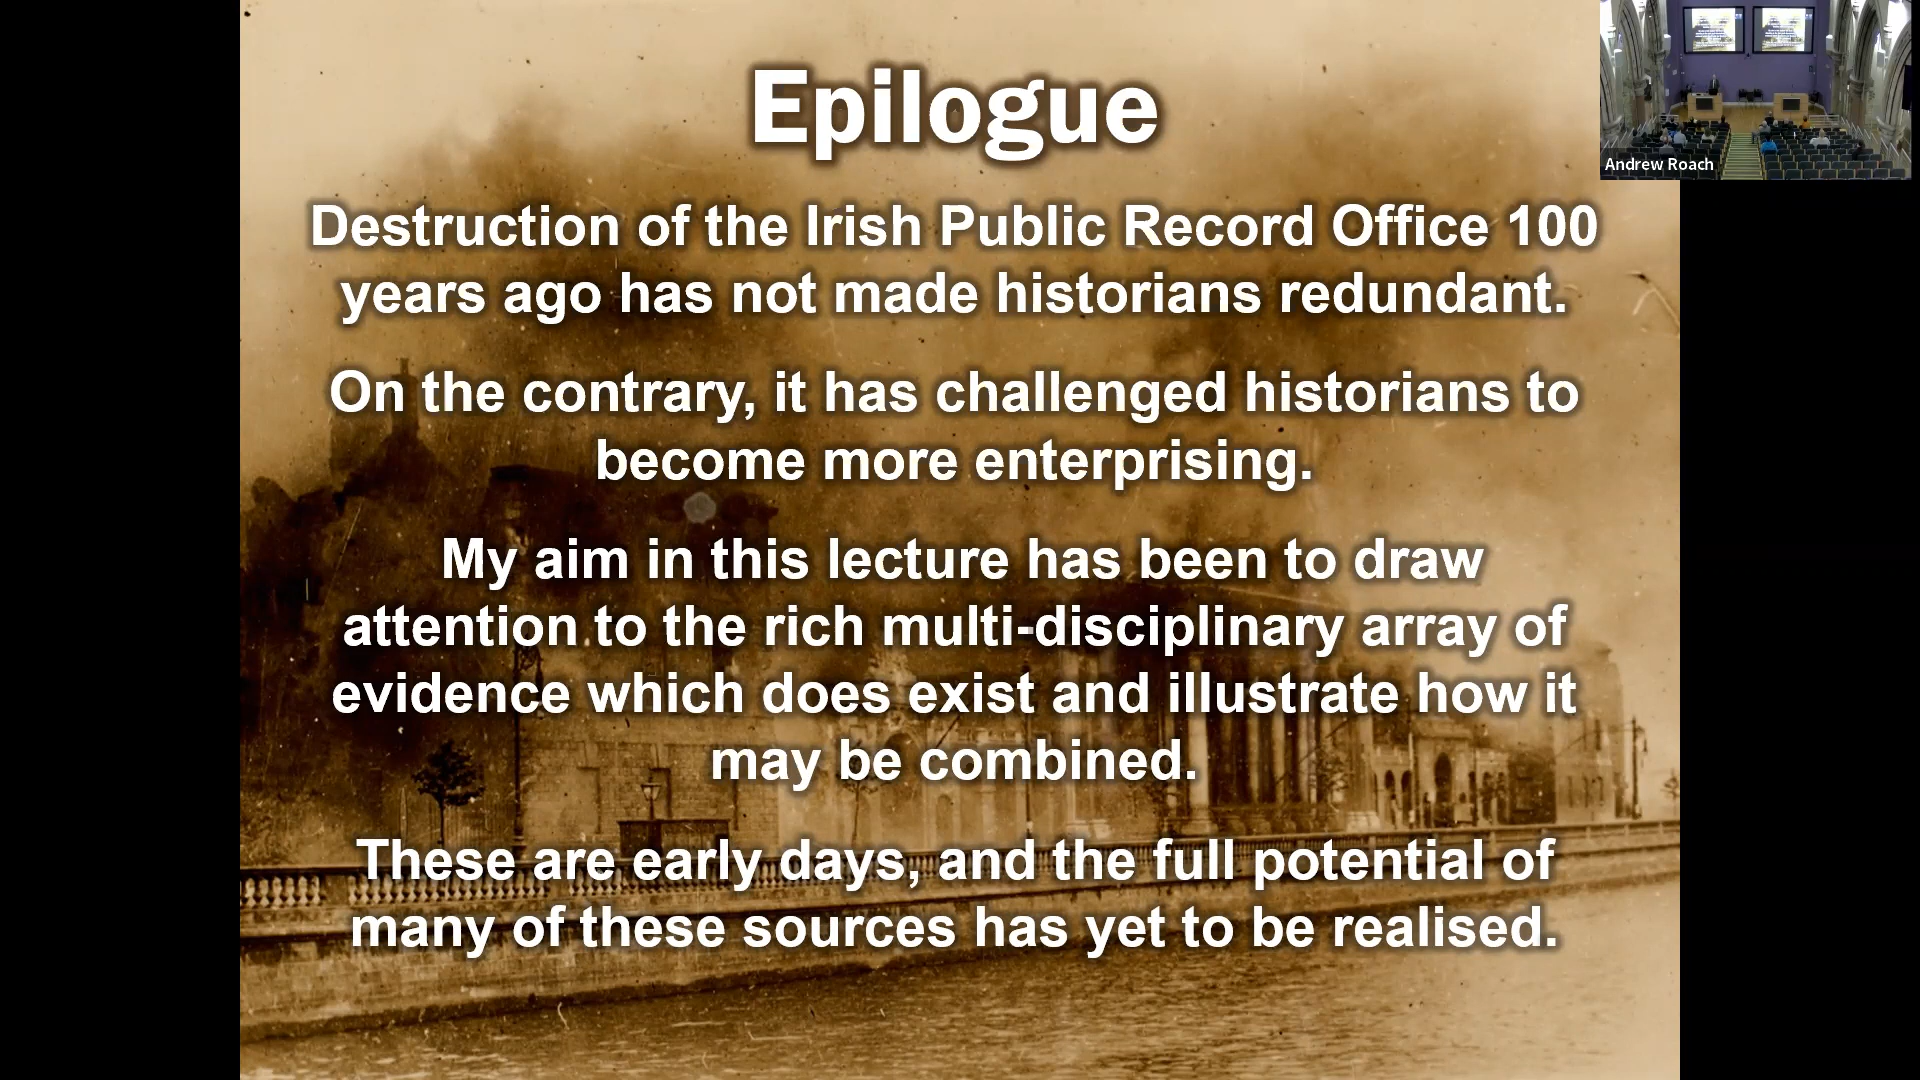 Epilogue
Destruction of the Irish Public Record Office 100
years ago has not made historians redundant.
On the contrary, it has challenged historians to
become more enterprising.
My aim in this lecture has been to draw
attention to the rich multi-disciplinary array of
evidence which does exist and illustrate how it
may be combined.
These are early days, and the full potential of
many of these sources has yet to be realised.
Andrew Roach